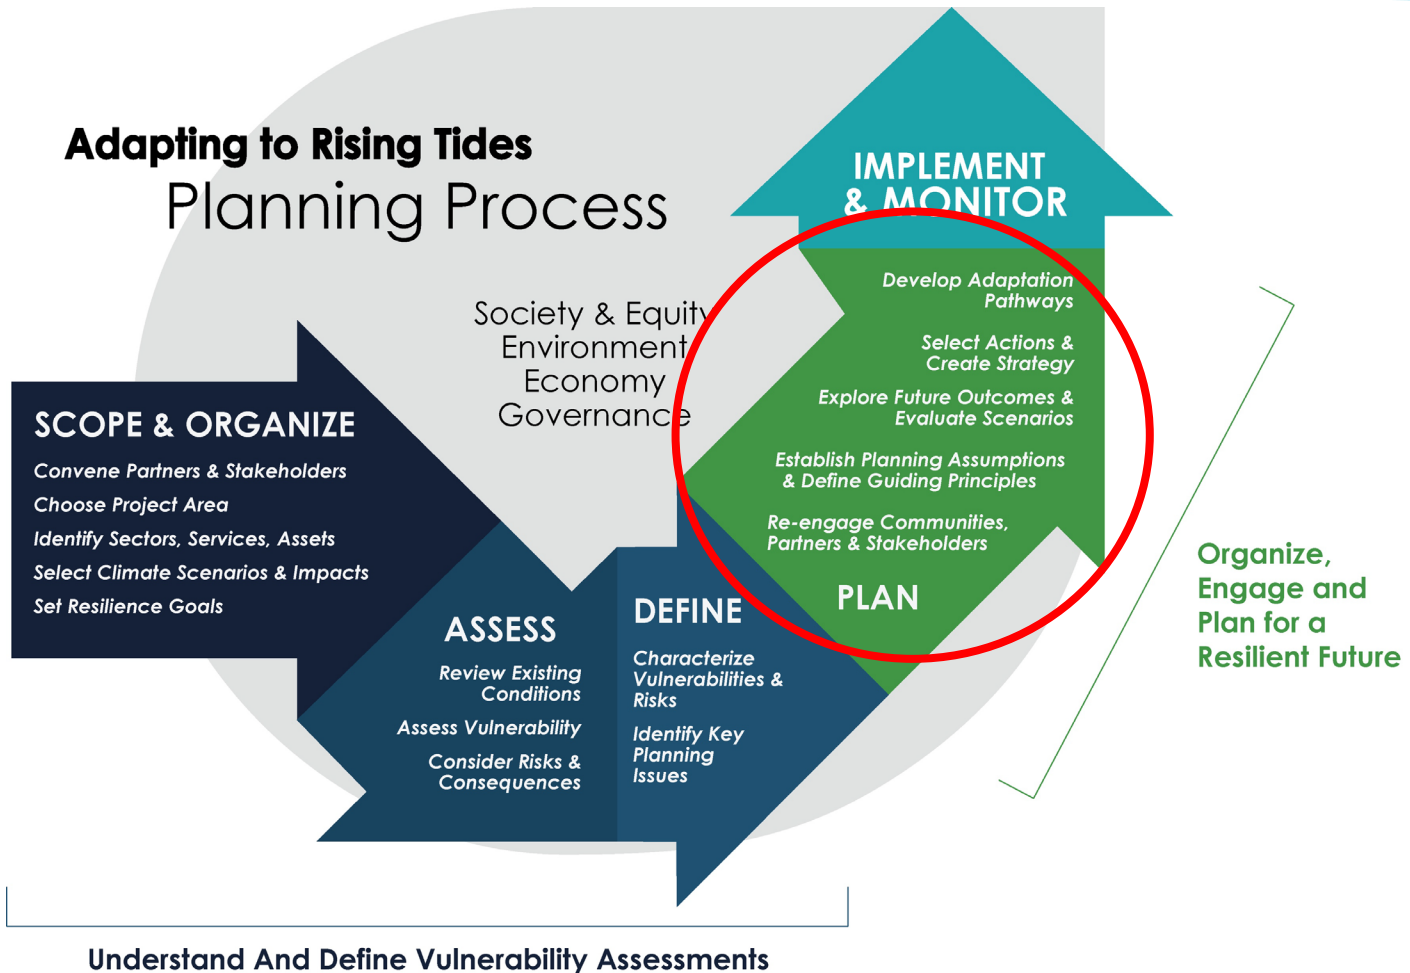 Adapting to Rising Tides
Planning Process
Society & Equity
Environment
Economy
Governance
SCOPE & ORGANIZE
Convene Partners & Stakeholders
Choose Project Area
Identify Sectors, Services, Assets
Select Climate Scenarios & Impacts
Set Resilience Goals
ASSESS
Review Existing
Conditions
Assess Vulnerability
Consider Risks &
Consequences
DEFINE
Characterize
Vulnerabilities &
Risks
Identify Key
Planning
Issues
IMPLEMENT
& MONITOR
Develop Adaptation
Pathways
Select Actions &
Create Strategy
Explore Future Outcomes &
Evaluate Scenarios
Establish Planning Assumptions
& Define Guiding Principles
Re-engage Communities,
Partners & Stakeholders
PLAN
Organize,
Engage and
Plan for a
Resilient Future
Understand And Define Vulnerability Assessments